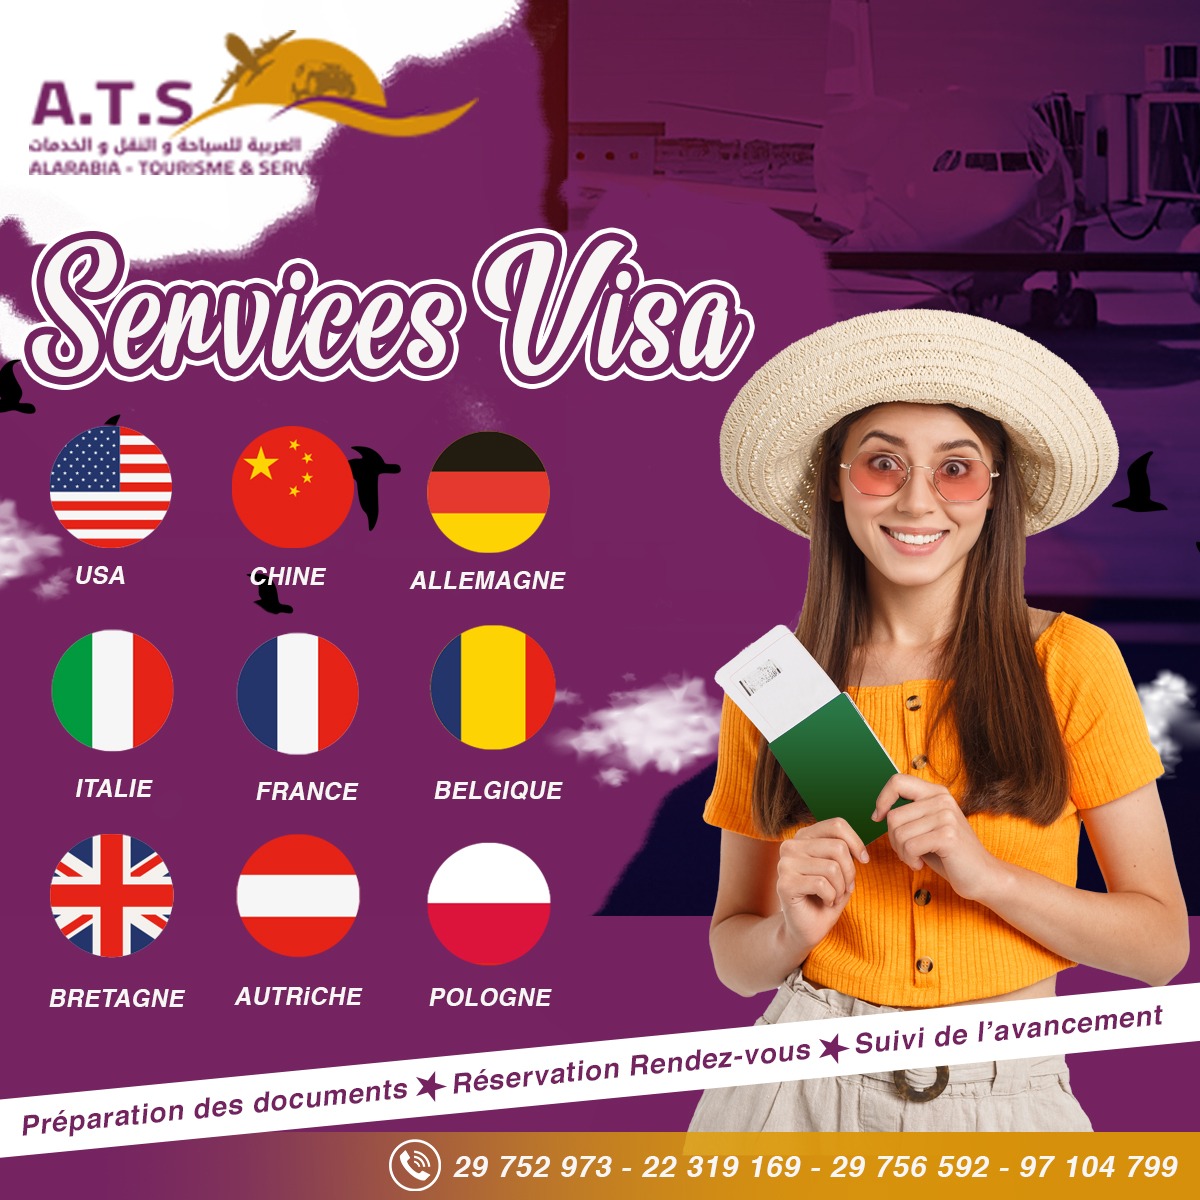 A.T.S
العربية للسياحة و النقل و الخدمات
ALARABIA - TOURISME & SERV
Services Visa
USA
CHINE
ALLEMAGNE
ITALIE
FRANCE
BELGIQUE
BRETAGNE
AUTRiCHE
POLOGNE
Préparation des documents ★ Réservation Rendez-vous ★ Suivi de l'avancement
29 752 973 - 22 319 169 - 29 756 592 - 97 104 799